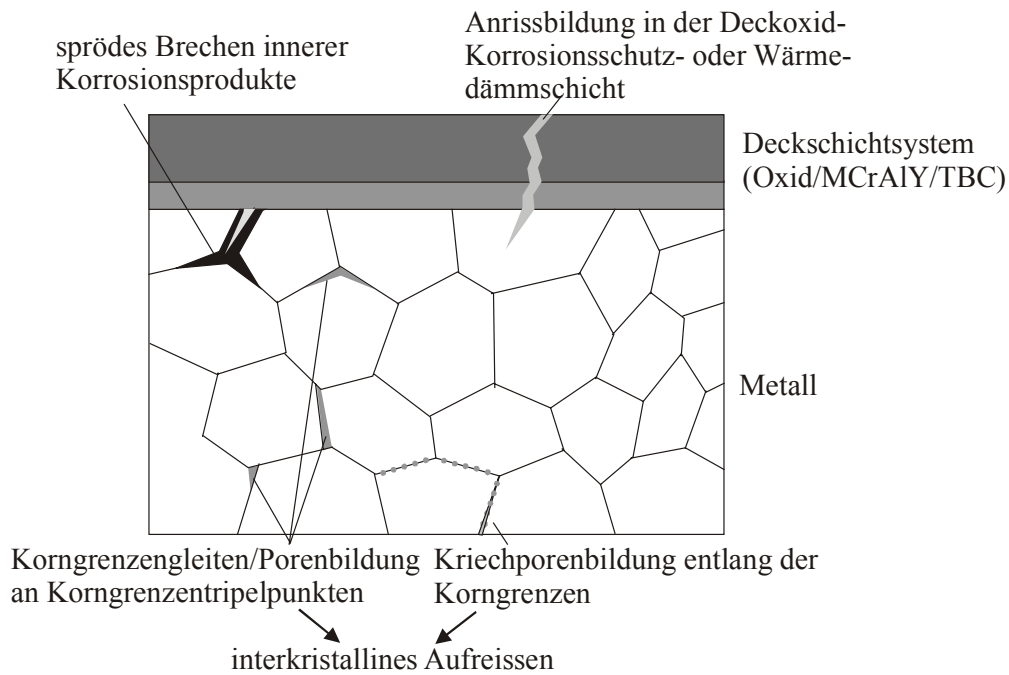 sprödes Brechen innerer
Korrosionsprodukte
Anrissbildung in der Deckoxid-
Korrosionsschutz- oder Wärme-
dämmschicht
Deckschichtsystem
(Oxid/MCrAlY/TBC)
Metall
Korngrenzengleiten/Porenbildung
an Korngrenzentripelpunkten
Kriechporenbildung entlang der
Korngrenzen
interkristallines Aufreissen